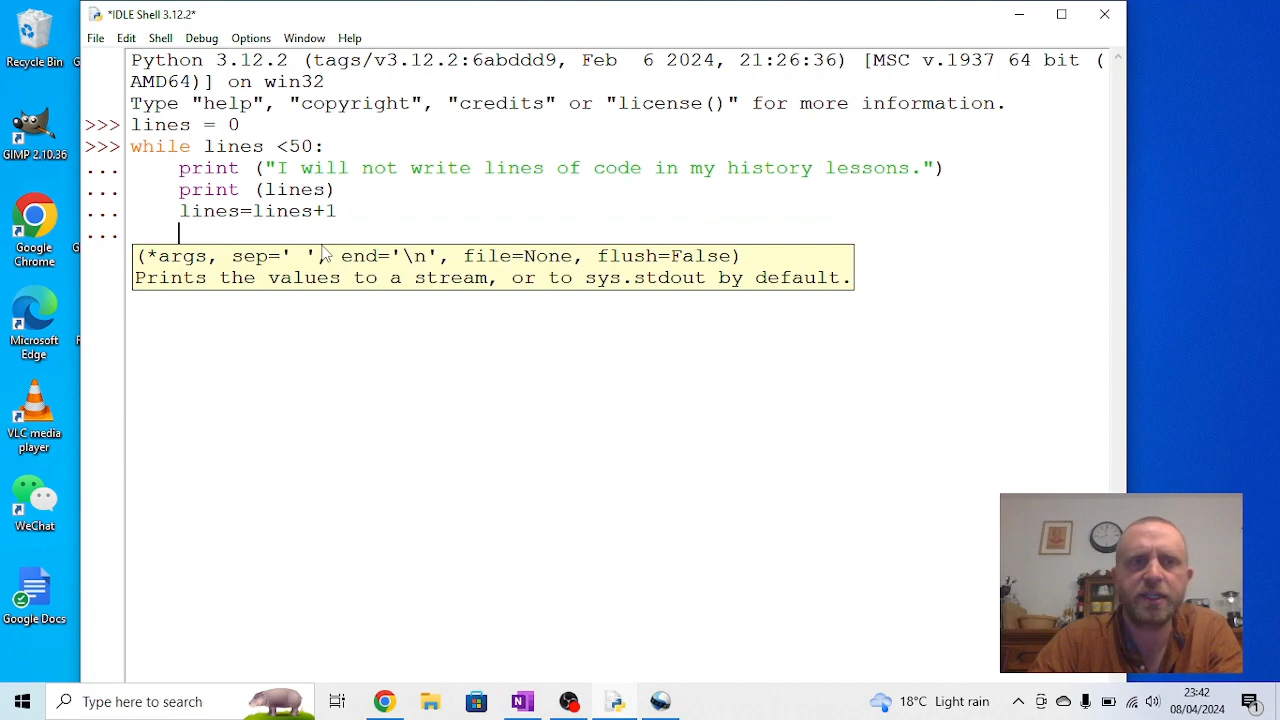 *IDLE Shell 3.12.2*
File Edit Shell Debug Options Window Help
Python 3.12.2 (tags/v3.12.2:6abddd9, Feb  6 2024, 21:26:36) [MSC v.1937 64 bit (
AMD64)] on win32
Type "help", "copyright", "credits" or "license()" for more information.
>>> lines = 0
>>> while lines <50:
... print ("I will not write lines of code in my history lessons.")
... print (lines)
... lines=lines+1
...
(*args, sep=' ', end='\n', file=None, flush=False)
Prints the values to a stream, or to sys.stdout by default.
Recycle Bin
GIMP 2.10.36
Google
Chrome
Microsoft
Edge
VLC media
player
WeChat
Google Docs
Type here to search
18°C Light rain
23:42
08/04/2024
1